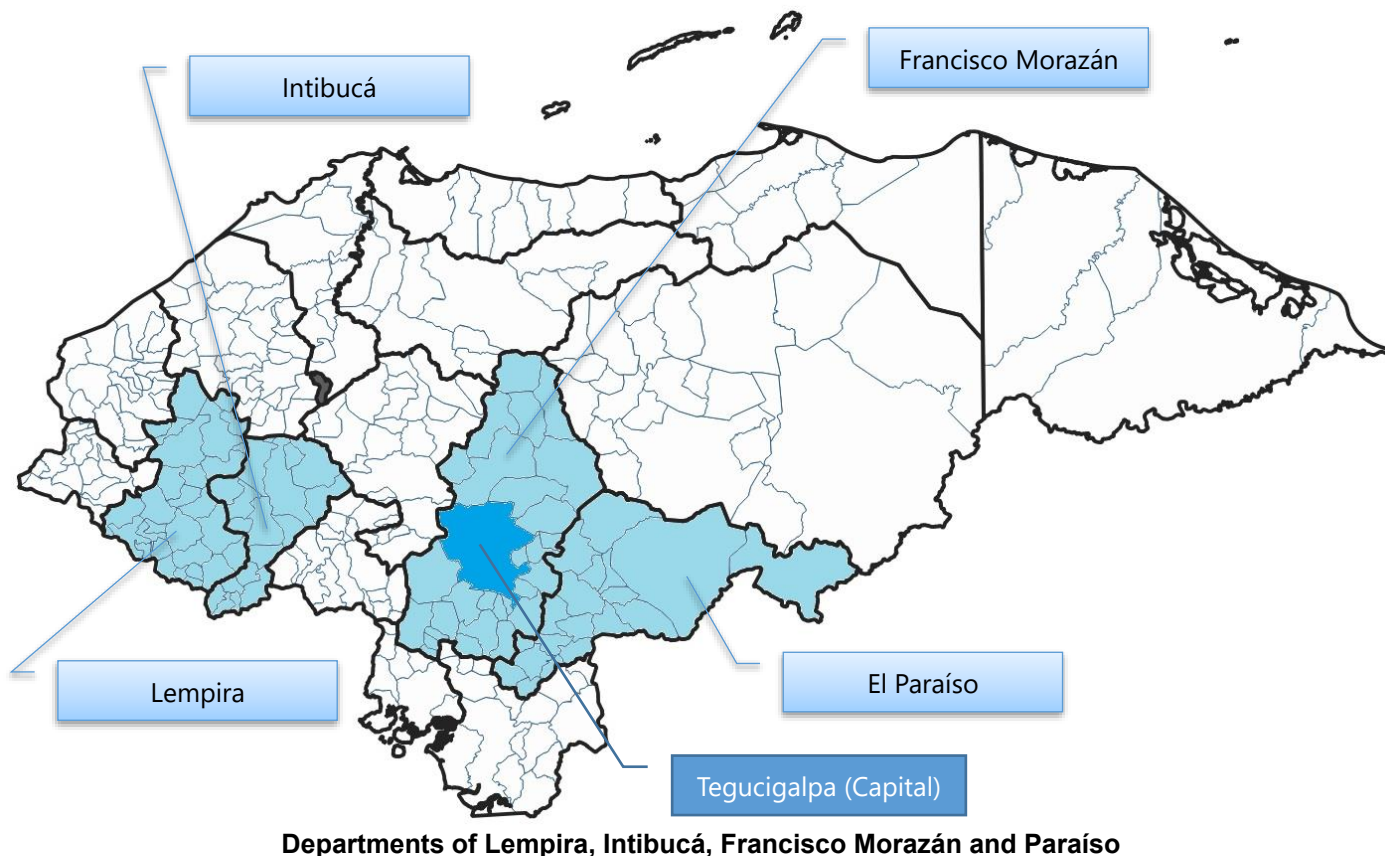 Francisco Morazán
Intibucá
Lempira
El Paraíso
Tegucigalpa (Capital)
Departments of Lempira, Intibucá, Francisco Morazán and Paraíso